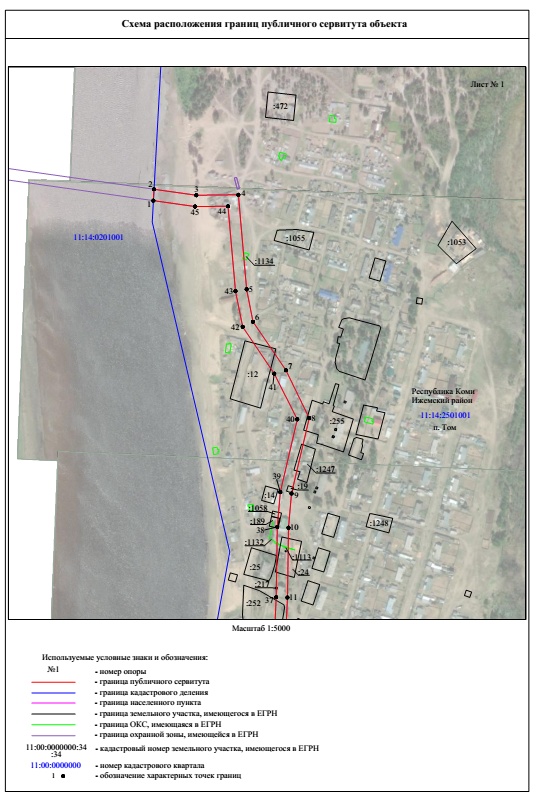 Схема расположения границ публичного сервитута объекта
Лист № 1
:472
2
3
4
1
45
44
11:14:0201001
:1055
:1053
:1134
43
5
42
6
7
:12
41
Республика Коми
Ижемский район
11:14:2501001
п. Том
40
8
:255
:1247
39
:14
:19
9
:1058
:189
38
10
:1248
:1132
:1113
:25
:24
:217
37
11
:252
Масштаб 1:5000
Используемые условные знаки и обозначения:
№1 - номер опоры
- граница публичного сервитута
- граница кадастрового деления
- граница населенного пункта
- граница земельного участка, имеющегося в ЕГРН
- граница ОКС, имеющаяся в ЕГРН
- граница охранной зоны, имеющейся в ЕГРН
11:00:0000000:34 - кадастровый номер земельного участка, имеющегося в ЕГРН
:34
11:00:0000000 - номер кадастрового квартала
1 - обозначение характерных точек границ